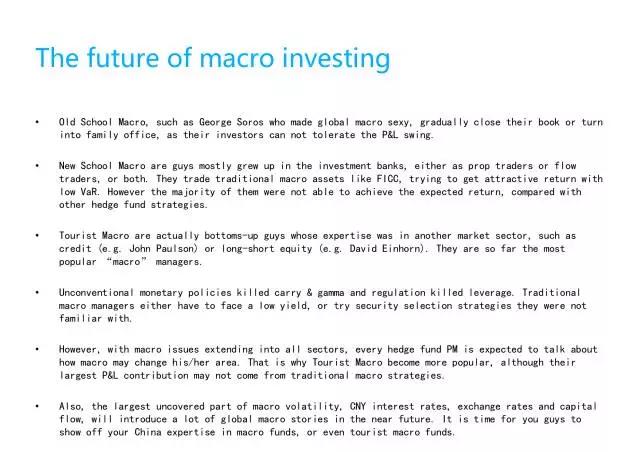 The future of macro investing
• Old School Macro, such as George Soros who made global macro sexy, gradually close their book or turn
into family office, as their investors can not tolerate the P&L swing.
• New School Macro are guys mostly grew up in the investment banks, either as prop traders or flow
traders, or both. They trade traditional macro assets like FICC, trying to get attractive return with
low VaR. However the majority of them were not able to achieve the expected return, compared with
other hedge fund strategies.
• Tourist Macro are actually bottoms-up guys whose expertise was in another market sector, such as
credit (e.g. John Paulson) or long-short equity (e.g. David Einhorn). They are so far the most
popular “macro” managers.
• Unconventional monetary policies killed carry & gamma and regulation killed leverage. Traditional
macro managers either have to face a low yield, or try security selection strategies they were not
familiar with.
• However, with macro issues extending into all sectors, every hedge fund PM is expected to talk about
how macro may change his/her area. That is why Tourist Macro become more popular, although their
largest P&L contribution may not come from traditional macro strategies.
• Also, the largest uncovered part of macro volatility, CNY interest rates, exchange rates and capital
flow, will introduce a lot of global macro stories in the near future. It is time for you guys to
show off your China expertise in macro funds, or even tourist macro funds.